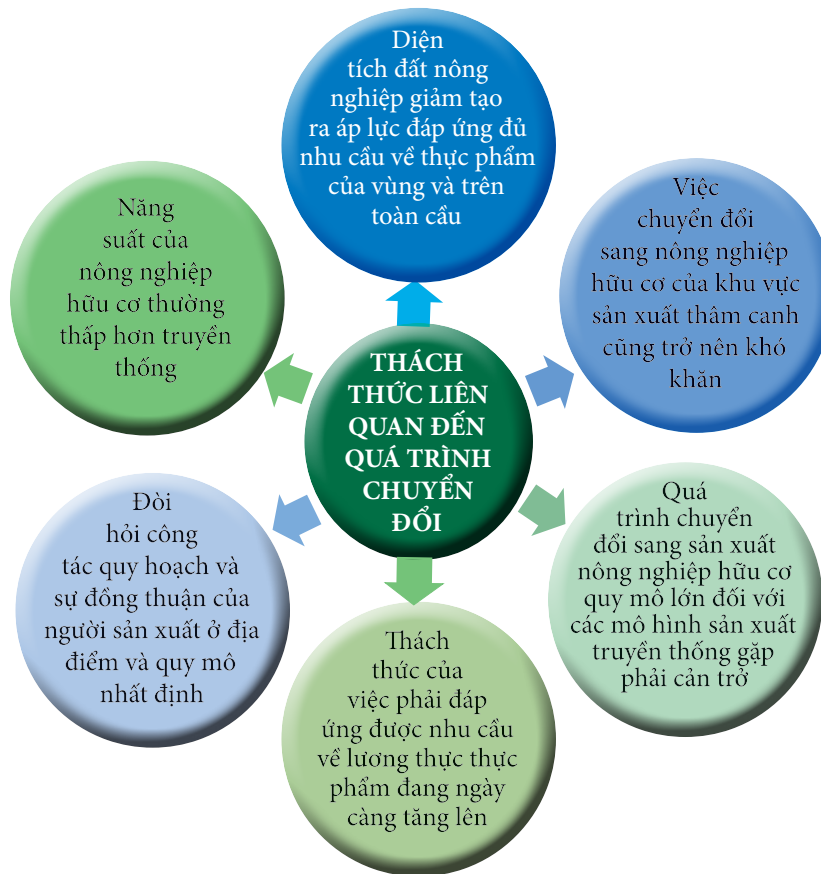 Diện
tích đất nông
nghiệp giảm tạo
ra áp lực đáp ứng đủ
nhu cầu về thực phẩm
của vùng và trên
toàn cầu
Năng
suất của
nông nghiệp
hữu cơ thường
thấp hơn truyền
thống
Việc
chuyển đổi
sang nông nghiệp
hữu cơ của khu vực
sản xuất thâm canh
cũng trở nên khó
khăn
THÁCH
THỨC LIÊN
QUAN ĐẾN
QUÁ TRÌNH
CHUYỂN
ĐỔI
Đòi
hỏi công
tác quy hoạch và
sự đồng thuận của
người sản xuất ở địa
điểm và quy mô
nhất định
Quá
trình chuyển
đổi sang sản xuất
nông nghiệp hữu cơ
quy mô lớn đối với
các mô hình sản xuất
truyền thống gặp
phải cản trở
Thách
thức của
việc phải đáp
ứng được nhu cầu
về lương thực thực
phẩm đang ngày
càng tăng lên